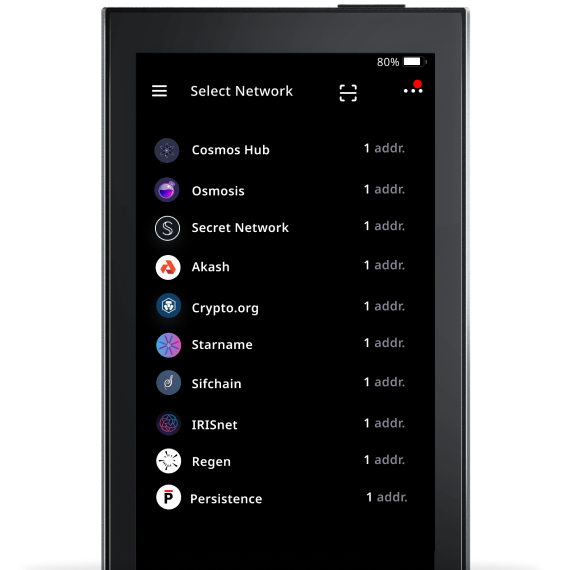 80%
Select Network
Cosmos Hub 1 addr.
Osmosis 1 addr.
Secret Network 1 addr.
Akash 1 addr.
Crypto.org 1 addr.
Starname 1 addr.
Sifchain 1 addr.
IRISnet 1 addr.
Regen 1 addr.
Persistence 1 addr.